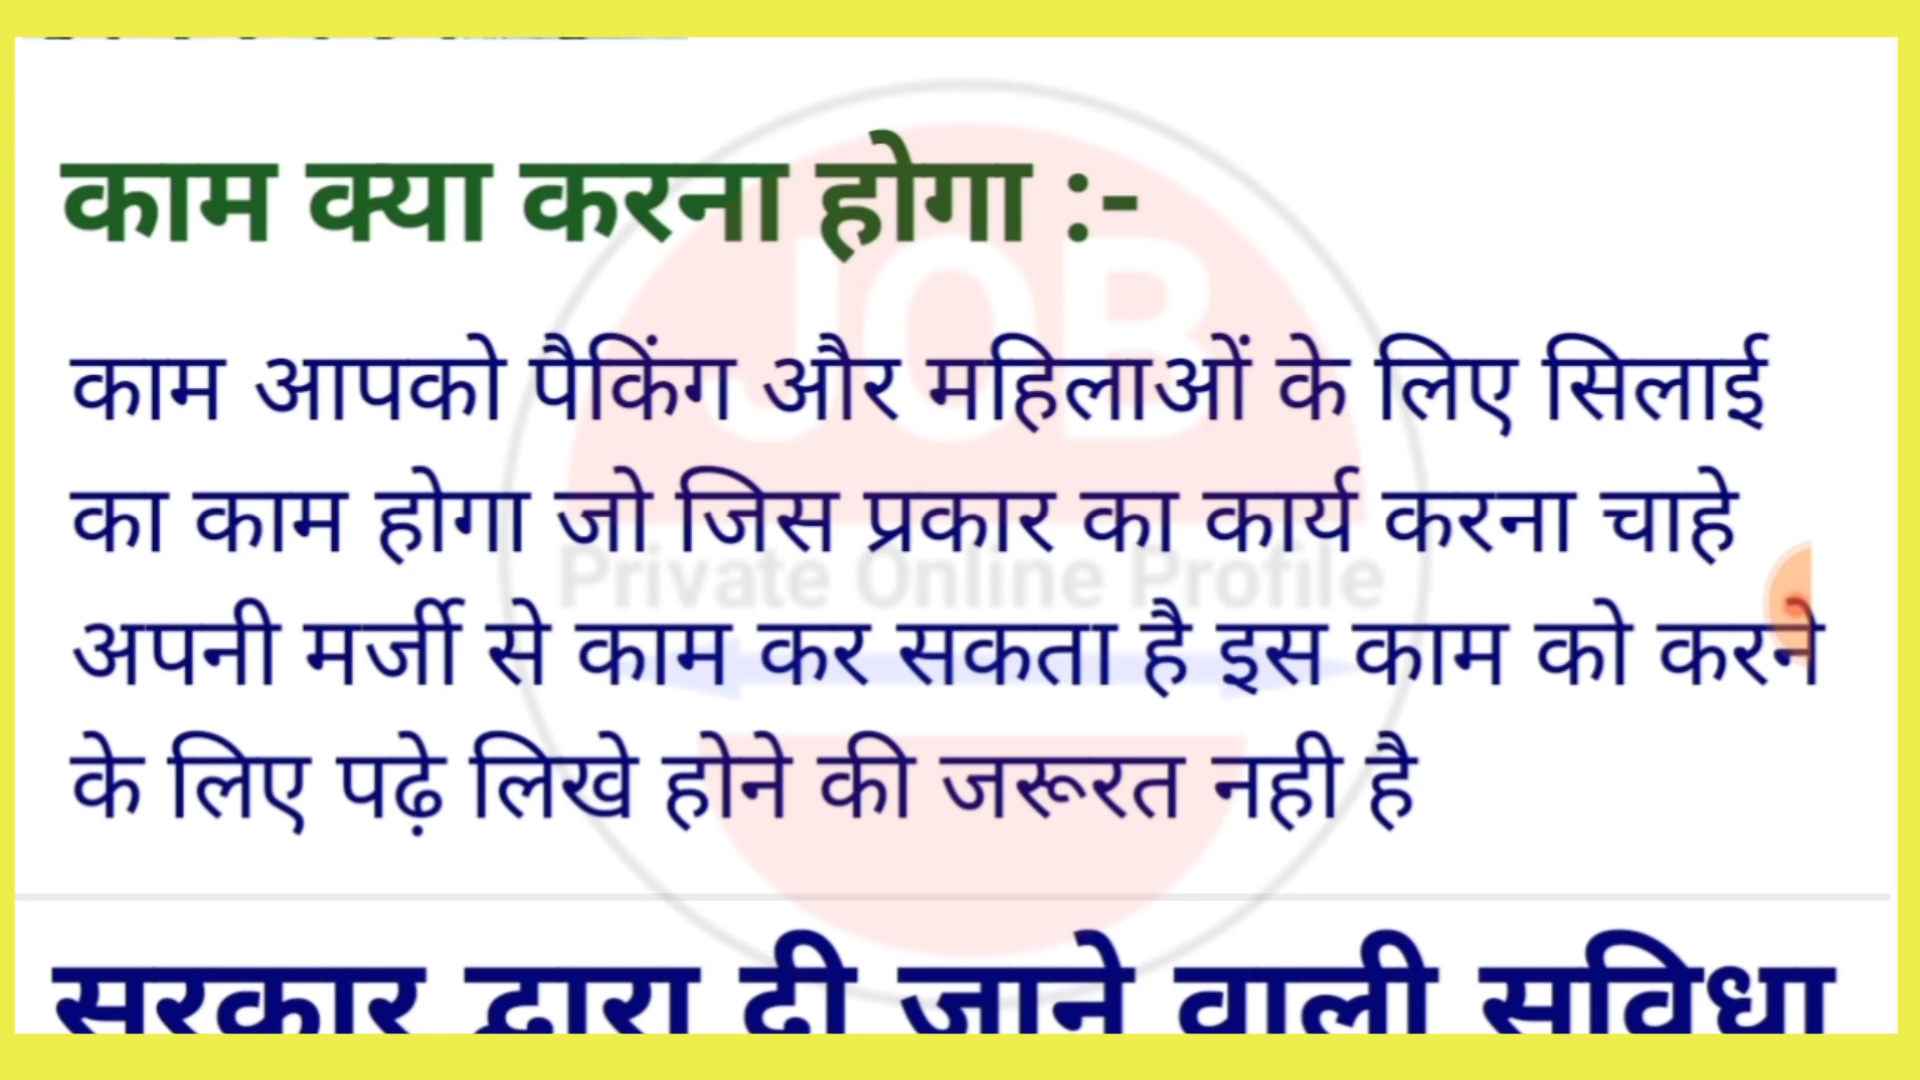 काम क्या करना होगा :-
JOB
काम आपको पैकिंग और महिलाओं के लिए सिलाई
का काम होगा जो जिस प्रकार का कार्य करना चाहे
Private Online Profile
अपनी मर्जी से काम कर सकता है इस काम को करने
के लिए पढ़े लिखे होने की जरूरत नही है
सरकार द्वारा दी जाने वाली सुविधा